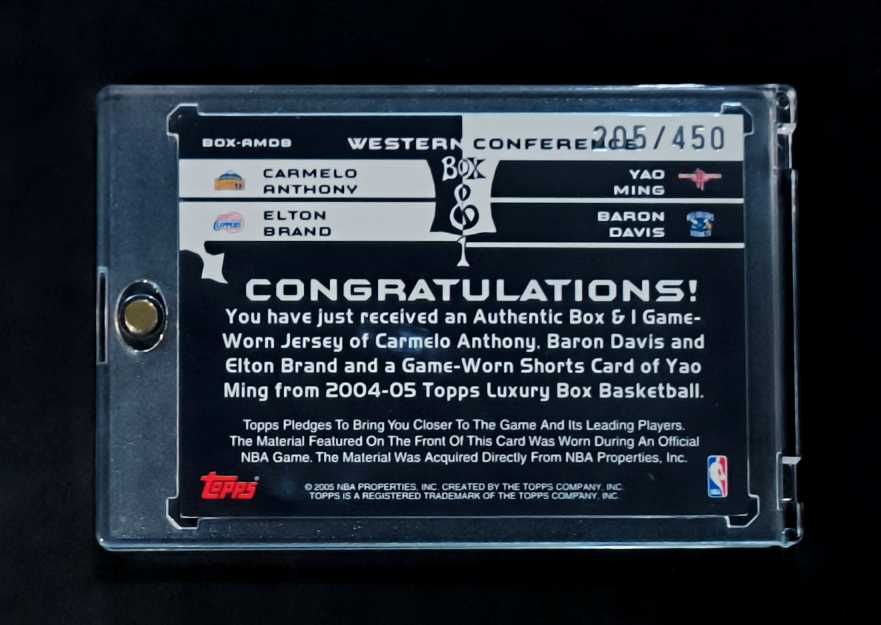 BOX-AMDB WESTERN CONFERENCE 205/450
CARMELO
ANTHONY
YAO
MING
BOX
&
1
ELTON
BRAND
CLIPPERS
BARON
DAVIS
CONGRATULATIONS!
You have just received an Authentic Box & 1 Game-
Worn Jersey of Carmelo Anthony, Baron Davis and
Elton Brand and a Game-Worn Shorts Card of Yao
Ming from 2004-05 Topps Luxury Box Basketball.
Topps Pledges To Bring You Closer To The Game And Its Leading Players.
The Material Featured On The Front Of This Card Was Worn During An Official
NBA Game. The Material Was Acquired Directly From NBA Properties, Inc.
Topps
© 2005 NBA PROPERTIES, INC. CREATED BY THE TOPPS COMPANY, INC.
TOPPS IS A REGISTERED TRADEMARK OF THE TOPPS COMPANY, INC.